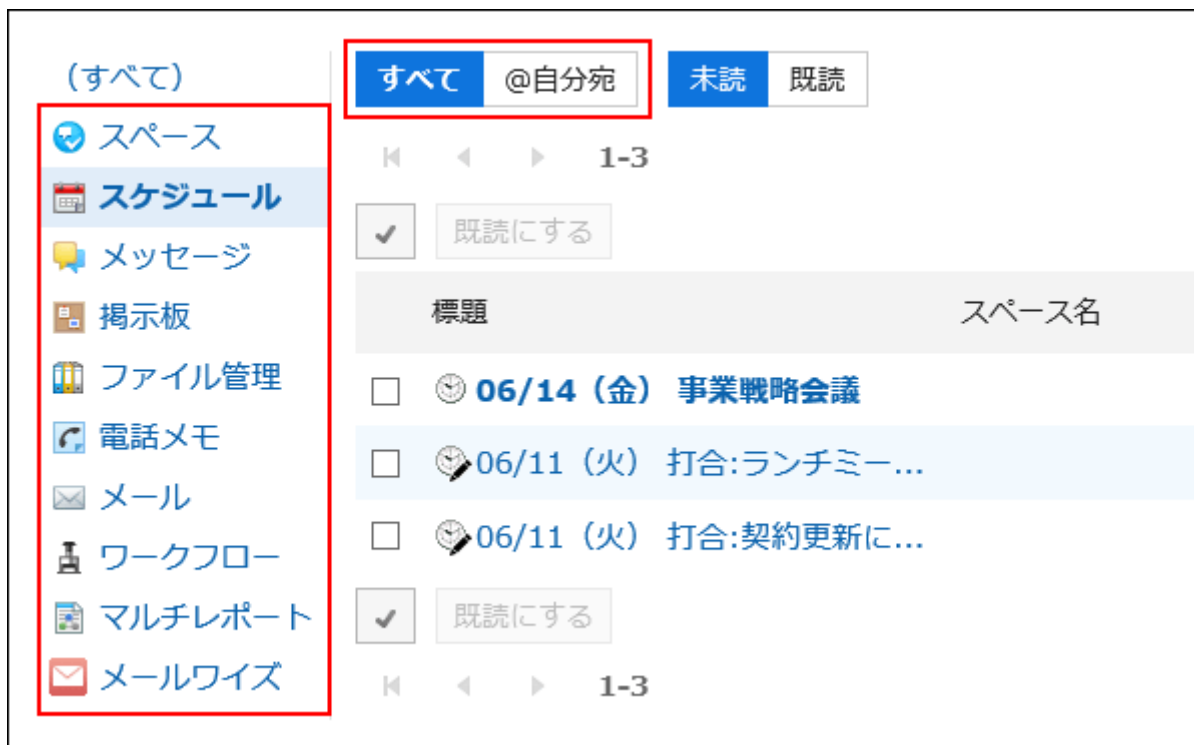 (すべて)
スペース
スケジュール
メッセージ
掲示板
ファイル管理
電話メモ
メール
ワークフロー
マルチレポート
メールワイズ
すべて @自分宛 未読 既読
1-3
既読にする
標題 スペース名
06/14（金） 事業戦略会議
06/11（火） 打合:ランチミー...
06/11（火） 打合:契約更新に...
既読にする
1-3